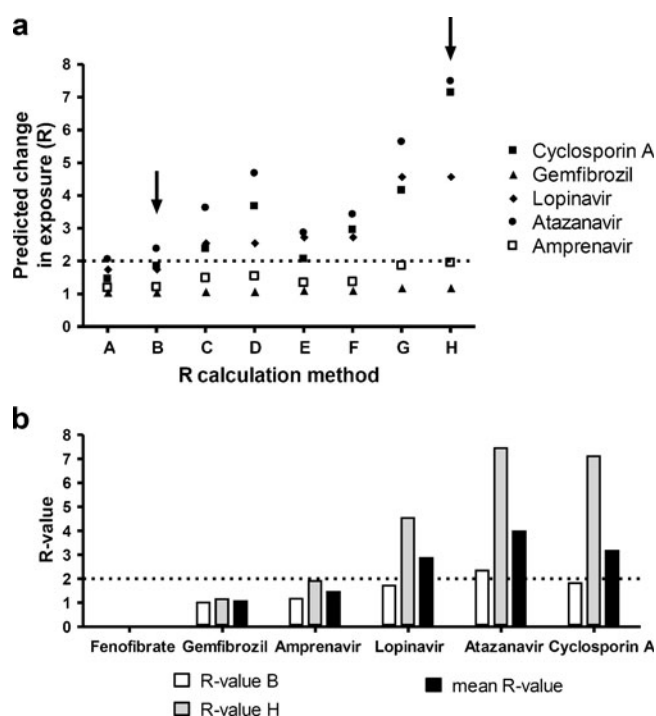 a
Predicted change
in exposure (R)
8
7
6
5
4
3
2
1
0
A B C D E F G H
R calculation method
Cyclosporin A
Gemfibrozil
Lopinavir
Atazanavir
Amprenavir
b
R-value
8
7
6
5
4
3
2
1
0
Fenofibrate Gemfibrozil Amprenavir Lopinavir Atazanavir Cyclosporin A
R-value B
mean R-value
R-value H